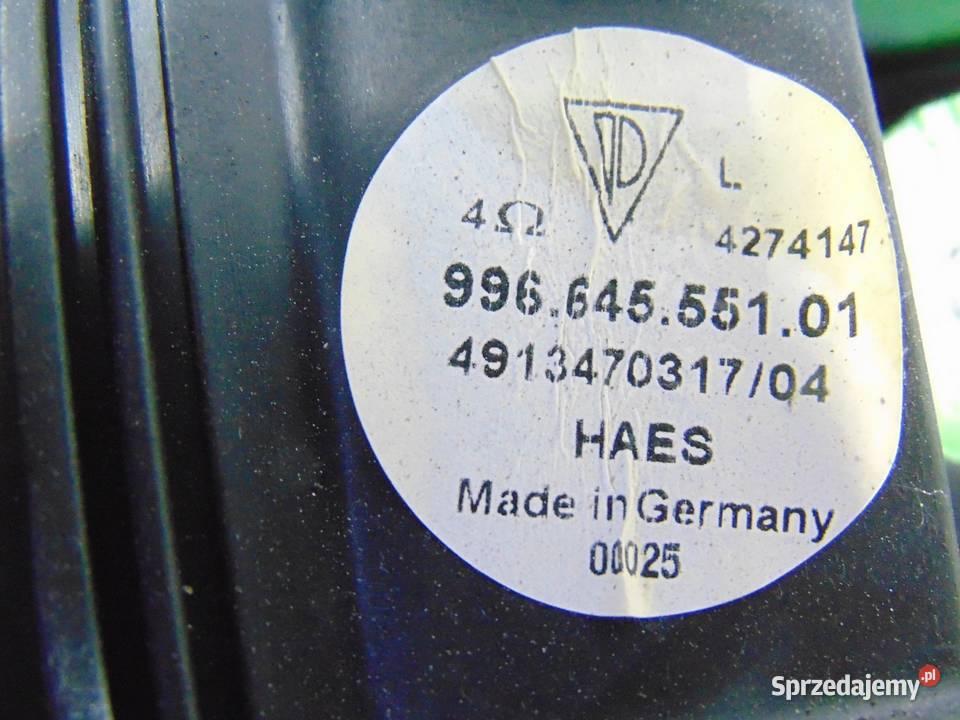 L.
4Ω
4274147
996.645.551.01
4913470317/04
HAES
Made in Germany
00025
Sprzedajemy.pl